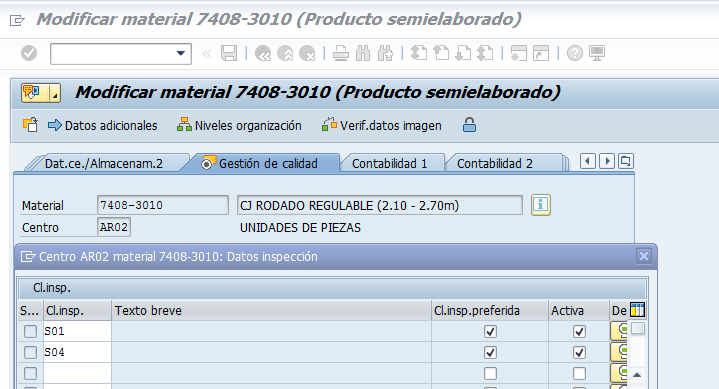 Modificar material 7408-3010 (Producto semielaborado)
Modificar material 7408-3010 (Producto semielaborado)
Datos adicionales Niveles organización Verif.datos imagen
Dat.ce./Almacenam.2 Gestión de calidad Contabilidad 1 Contabilidad 2
Material 7408-3010 CJ RODADO REGULABLE (2.10 - 2.70m)
Centro AR02 UNIDADES DE PIEZAS
Centro AR02 material 7408-3010: Datos inspección
Cl.insp.
S... Cl.insp. Texto breve Cl.insp.preferida Activa De
S01
S04